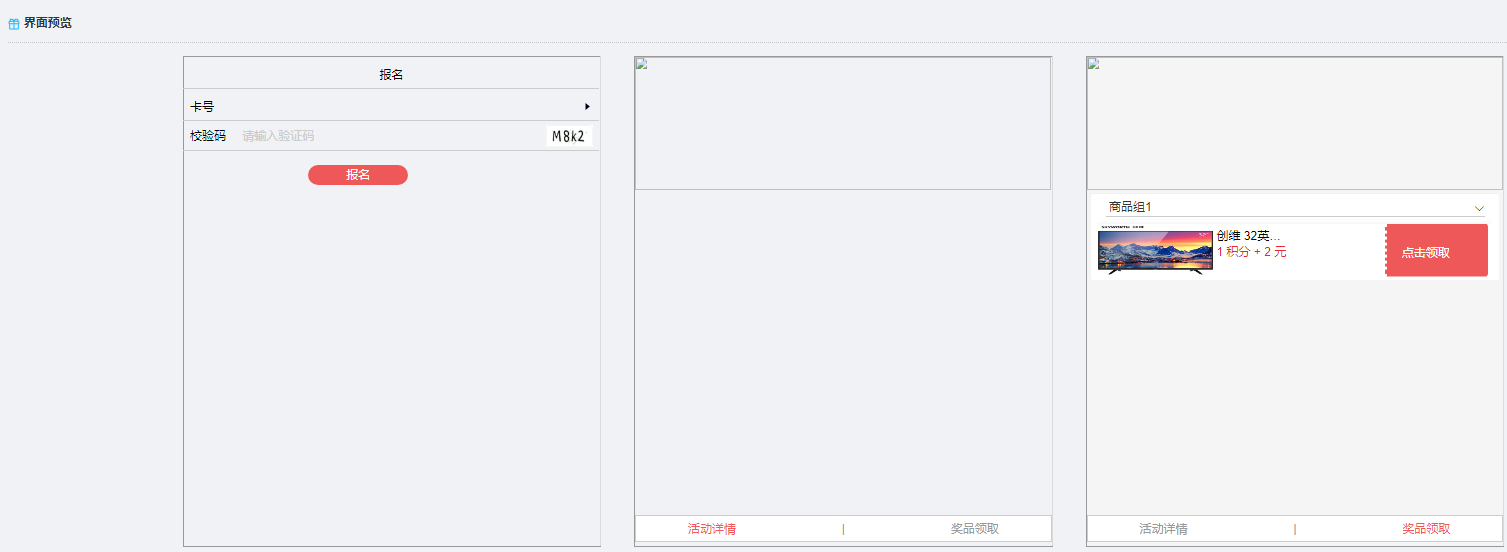 界面预览
报名
卡号
校验码 请输入验证码 M8k2
报名
活动详情 | 奖品领取
商品组1
创维 32英...
1 积分 + 2 元
点击领取
活动详情 | 奖品领取